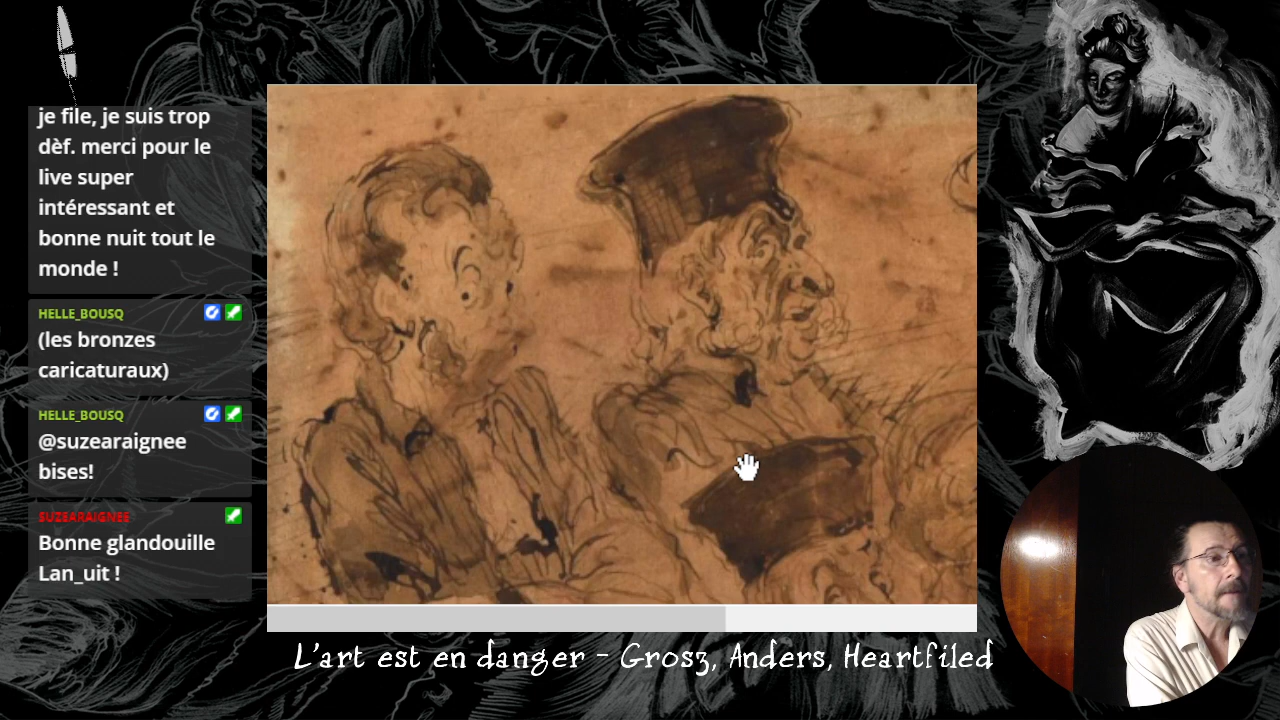 je file, je suis trop
dèf. merci pour le
live super
intéressant et
bonne nuit tout le
monde !
HELLE_BOUSQ
(les bronzes
caricaturaux)
HELLE_BOUSQ
@suzearaignee
bises!
SUZEARAIGNEE
Bonne glandouille
Lan_uit !
L'art est en danger - Grosz, Anders, Heartfiled